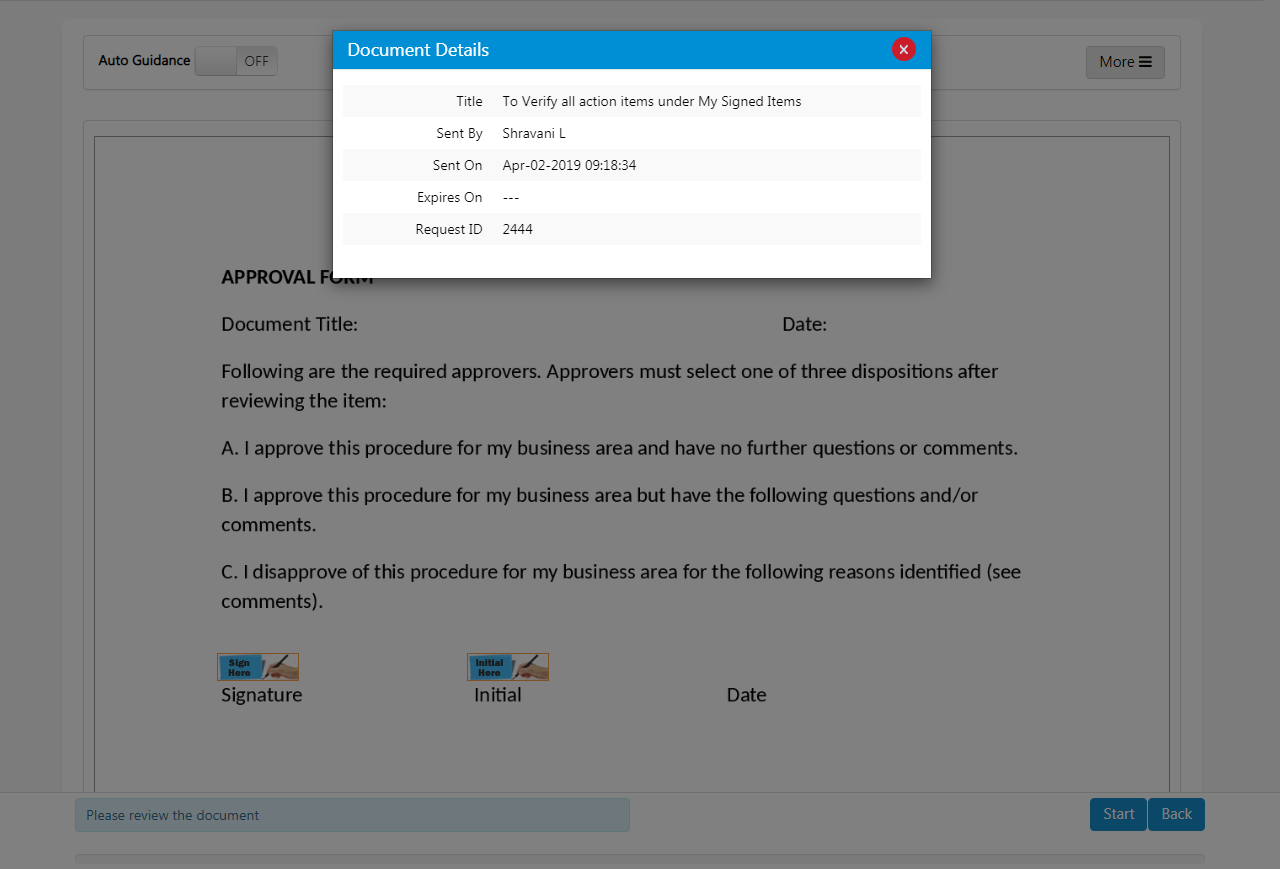 Document Details
Auto Guidance OFF
More
Title To Verify all action items under My Signed Items
Sent By Shravani L
Sent On Apr-02-2019 09:18:34
Expires On ---
Request ID 2444
APPROVAL FORM
Document Title: Date:
Following are the required approvers. Approvers must select one of three dispositions after
reviewing the item:
A. I approve this procedure for my business area and have no further questions or comments.
B. I approve this procedure for my business area but have the following questions and/or
comments.
C. I disapprove of this procedure for my business area for the following reasons identified (see
comments).
Sign
Here
Initial
Here
Signature Initial Date
Please review the document
Start Back